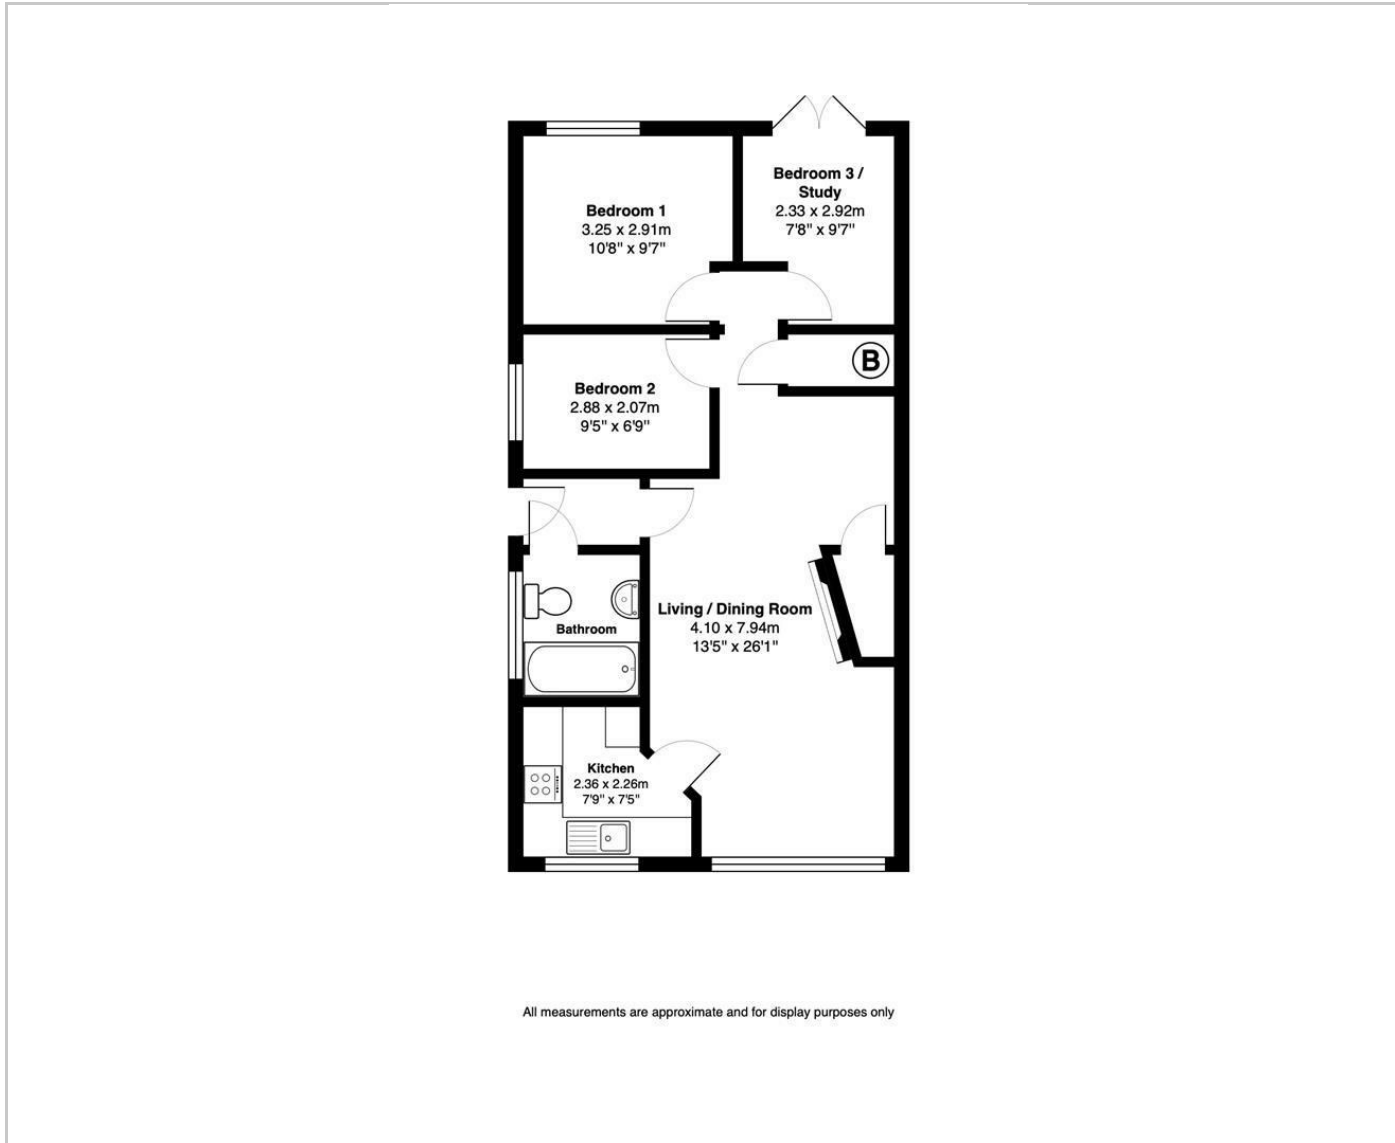 Bedroom 1
3.25 x 2.91m
10'8" x 9'7"
Bedroom 3 /
Study
2.33 x 2.92m
7'8" x 9'7"
B
Bedroom 2
2.88 x 2.07m
9'5" x 6'9"
Living / Dining Room
4.10 x 7.94m
13'5" x 26'1"
Bathroom
Kitchen
2.36 x 2.26m
7'9" x 7'5"
All measurements are approximate and for display purposes only